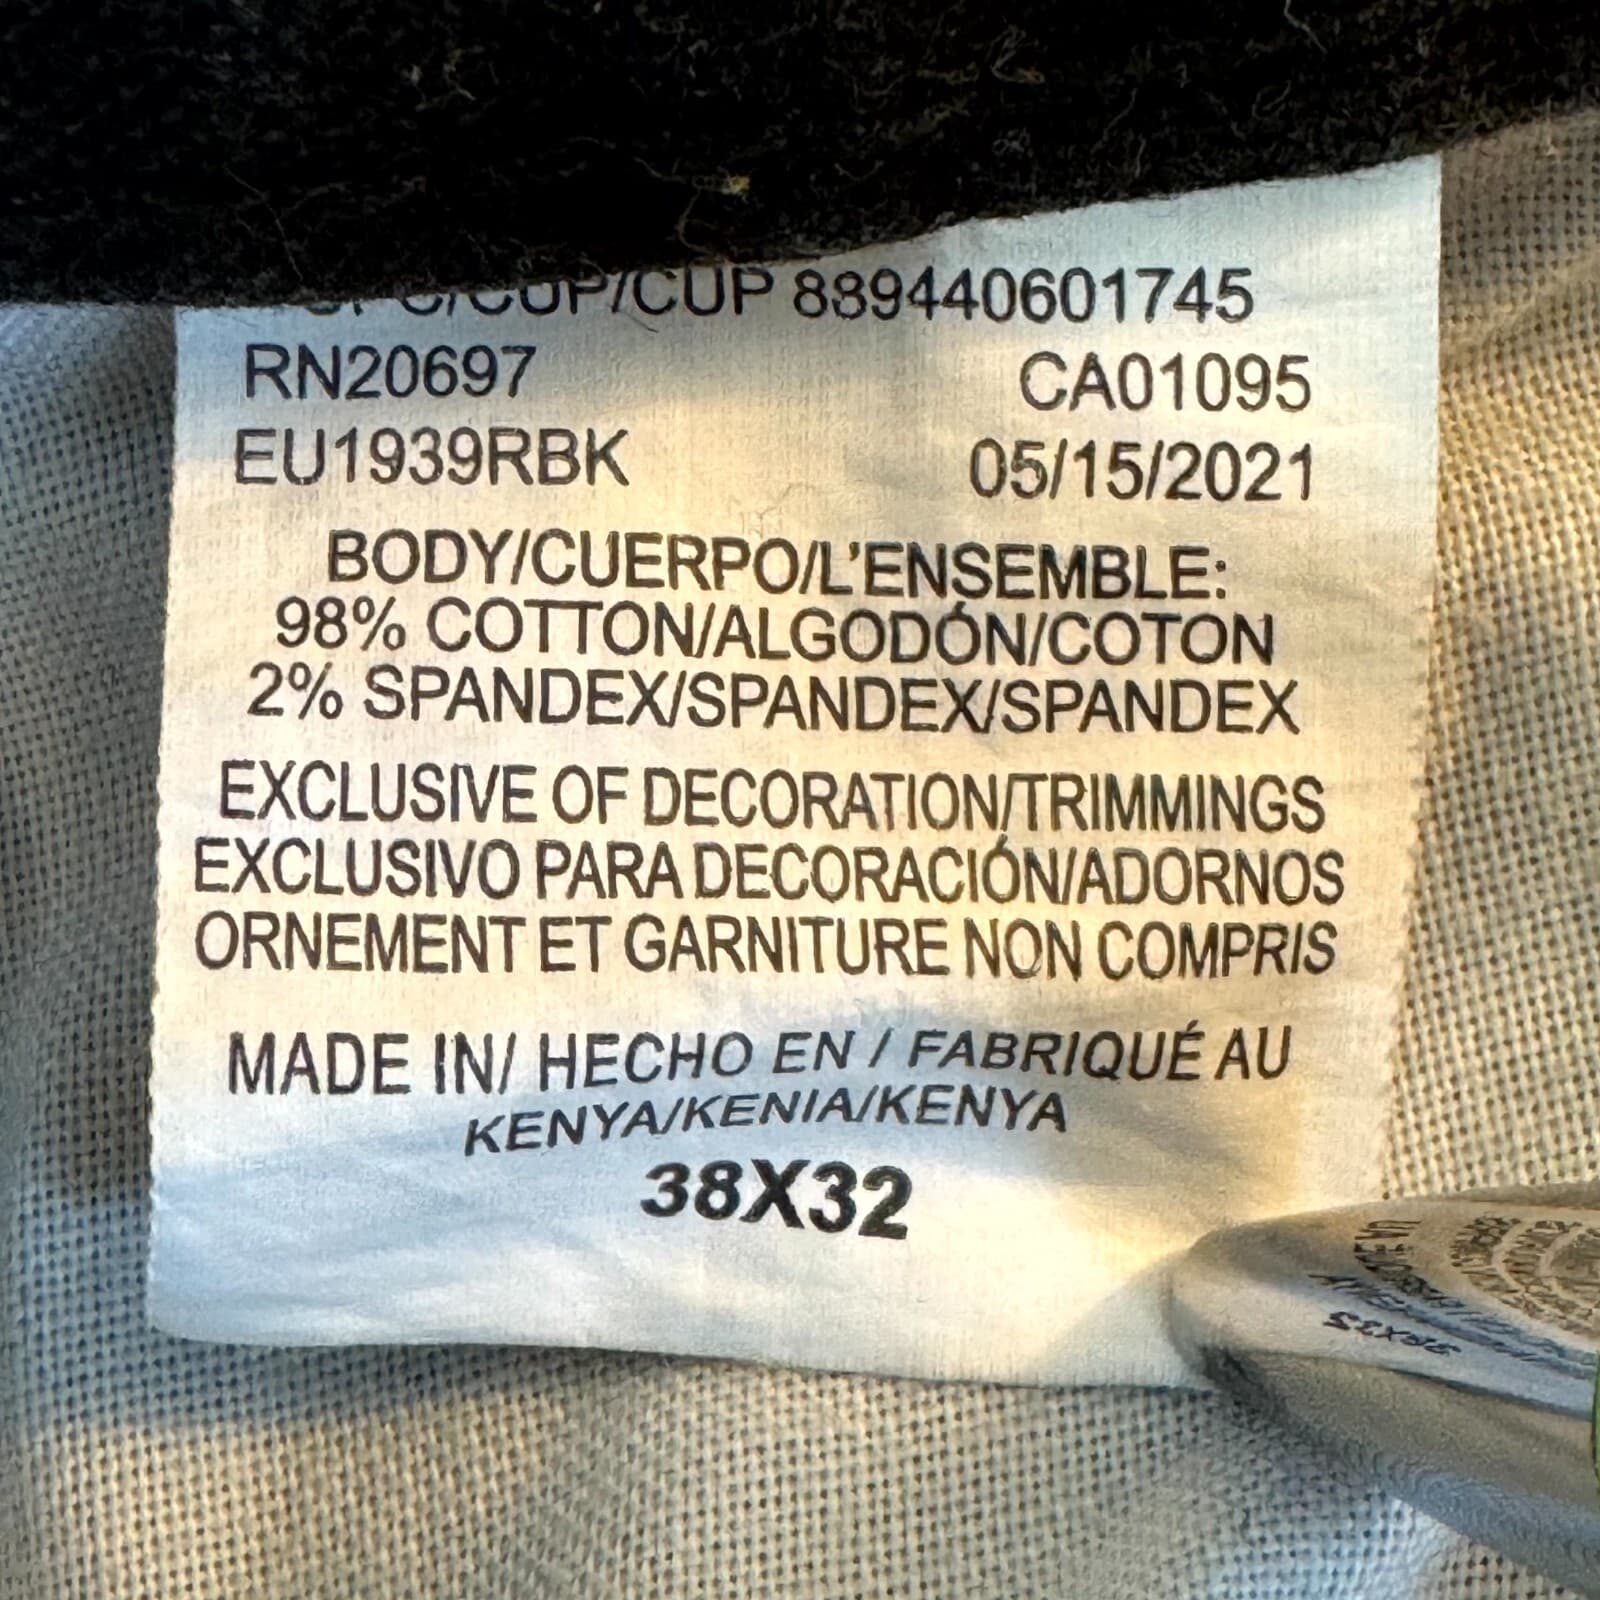 UPC/CUP/CUP 889440601745
RN20697 CA01095
EU1939RBK 05/15/2021
BODY/CUERPO/L'ENSEMBLE:
98% COTTON/ALGODÓN/COTON
2% SPANDEX/SPANDEX/SPANDEX
EXCLUSIVE OF DECORATION/TRIMMINGS
EXCLUSIVO PARA DECORACIÓN/ADORNOS
ORNEMENT ET GARNITURE NON COMPRIS
MADE IN/ HECHO EN / FABRIQUÉ AU
KENYA/KENIA/KENYA
38X32